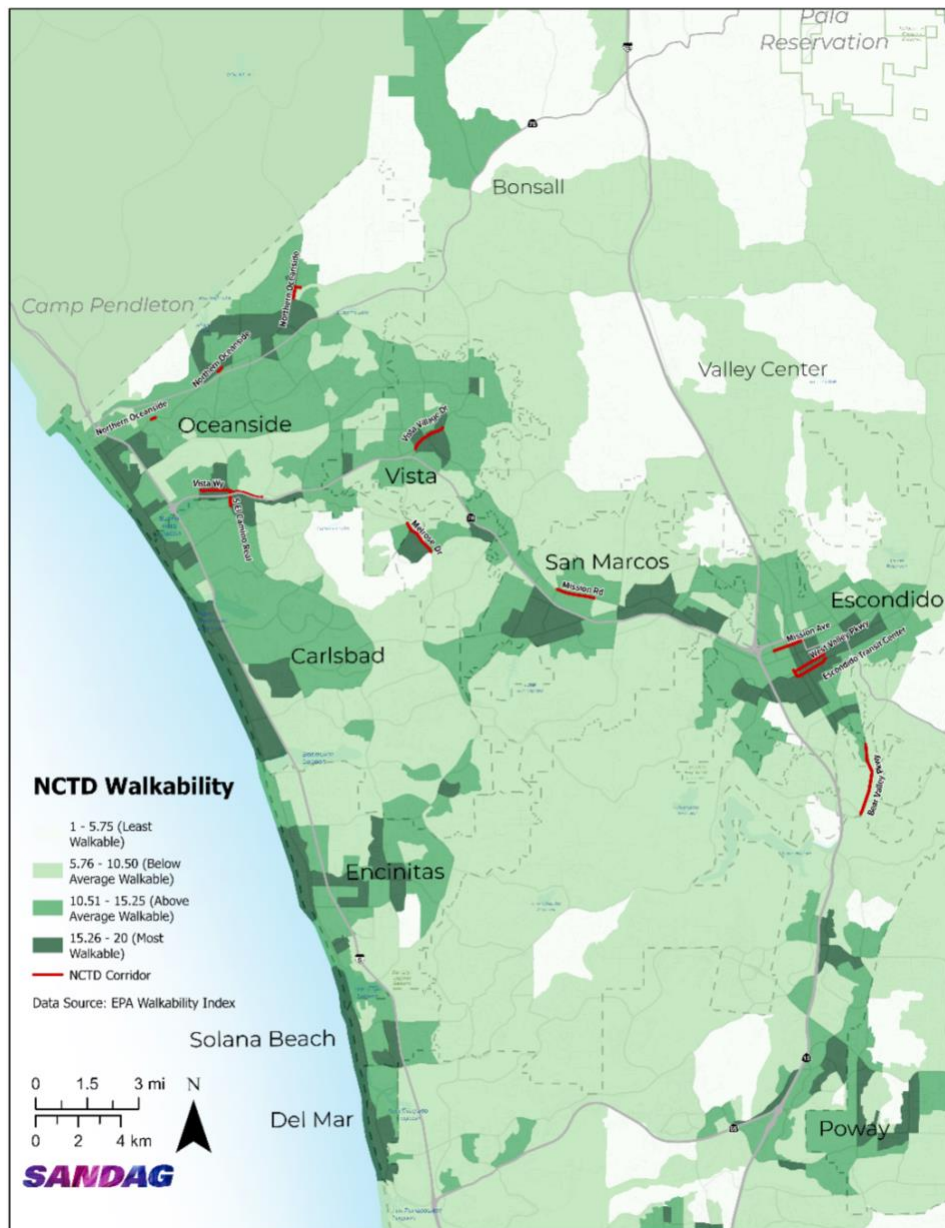 Pala
Reservation
76
Bonsall
Camp Pendleton
Northern Oceanside
Northern Oceanside
Northern Oceanside
Valley Center
Oceanside
Vista Village Dr
Vista
Vista Wy
S El Camino Real
Melrose Dr
78
San Marcos
Mission Rd
Escondido
Mission Ave
West Valley Pkwy
Escondido Transit Center
Carlsbad
Bear Valley Pkwy
NCTD Walkability
1 - 5.75 (Least
Walkable)
5.76 - 10.50 (Below
Average Walkable)
10.51 - 15.25 (Above
Average Walkable)
15.26 - 20 (Most
Walkable)
NCTD Corridor
Data Source: EPA Walkability Index
Encinitas
Solana Beach
Del Mar
Poway
0 1.5 3 mi
0 2 4 km
N
SANDAG